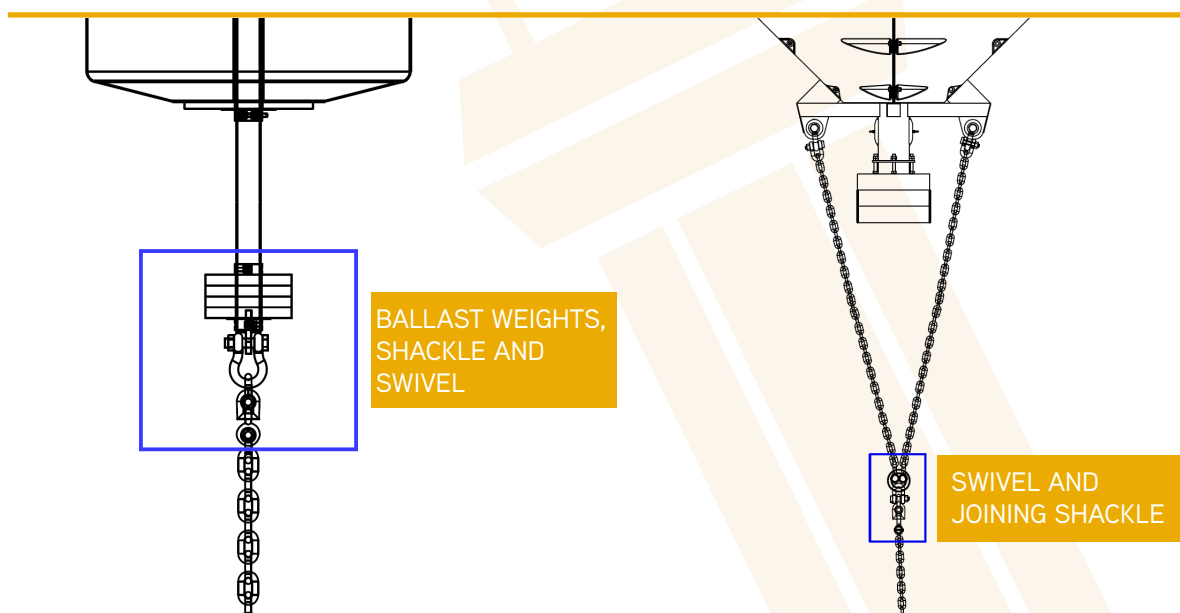 BALLAST WEIGHTS,
SHACKLE AND
SWIVEL
SWIVEL AND
JOINING SHACKLE